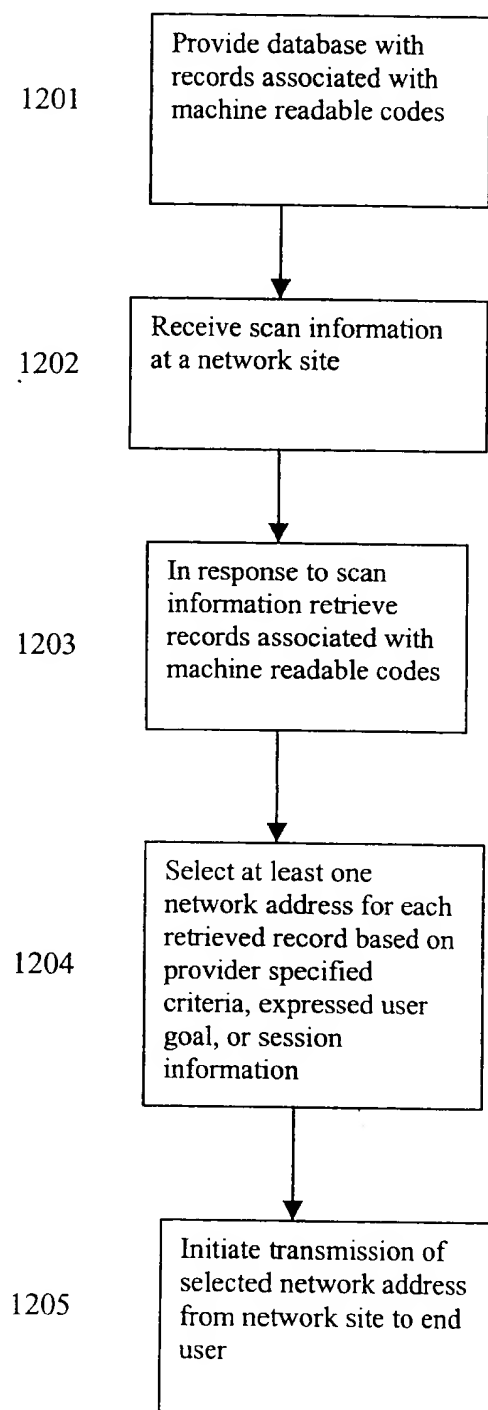 1201
Provide database with
records associated with
machine readable codes
1202
Receive scan information
at a network site
1203
In response to scan
information retrieve
records associated with
machine readable codes
1204
Select at least one
network address for each
retrieved record based on
provider specified
criteria, expressed user
goal, or session
information
1205
Initiate transmission of
selected network address
from network site to end
user